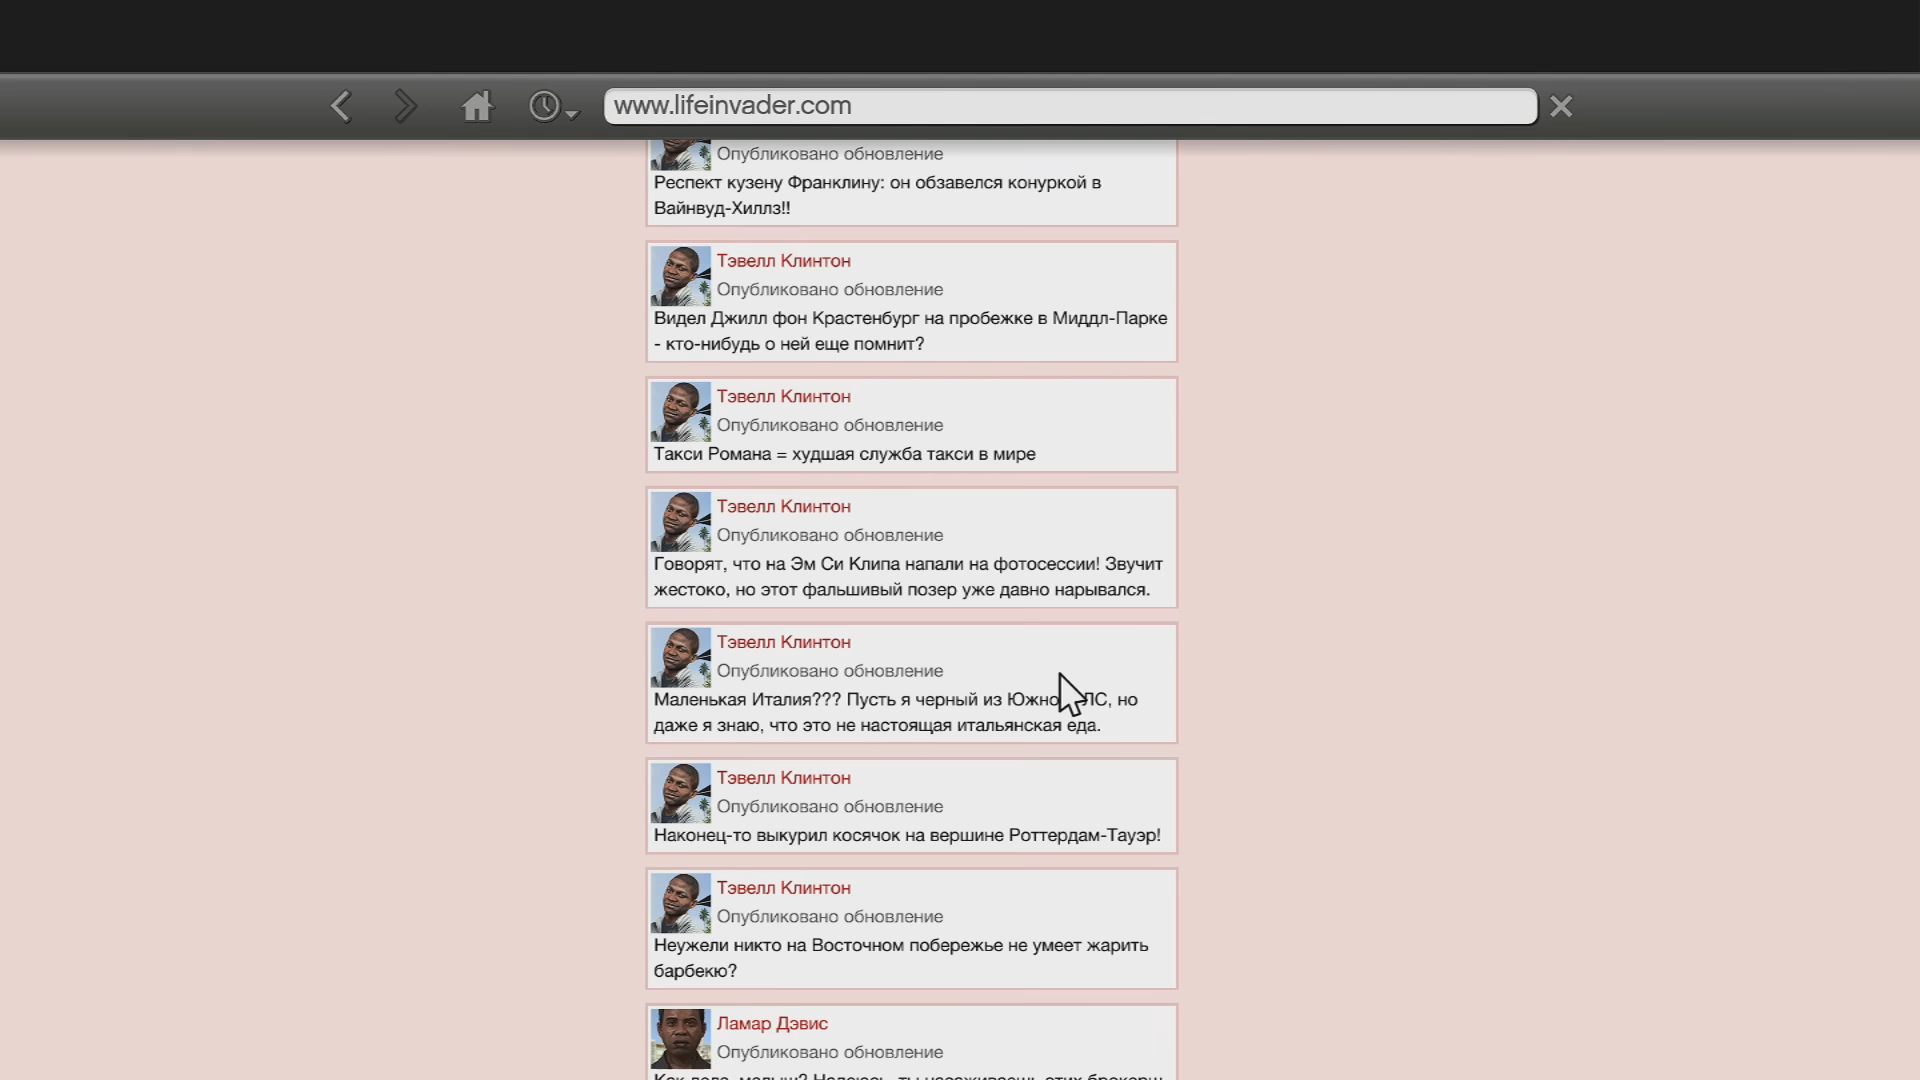 www.lifeinvader.com
Опубликовано обновление
Респект кузену Франклину: он обзавелся конуркой в
Вайнвуд-Хиллз!!
Тэвелл Клинтон
Опубликовано обновление
Видел Джилл фон Крастенбург на пробежке в Миддл-Парке
- кто-нибудь о ней еще помнит?
Тэвелл Клинтон
Опубликовано обновление
Такси Романа = худшая служба такси в мире
Тэвелл Клинтон
Опубликовано обновление
Говорят, что на Эм Си Клипа напали на фотосессии! Звучит
жестоко, но этот фальшивый позер уже давно нарывался.
Тэвелл Клинтон
Опубликовано обновление
Маленькая Италия??? Пусть я черный из ЛС, но
даже я знаю, что это не настоящая итальянская еда.
Тэвелл Клинтон
Опубликовано обновление
Наконец-то выкурил косячок на вершине Роттердам-Тауэр!
Тэвелл Клинтон
Опубликовано обновление
Неужели никто на Восточном побережье не умеет жарить
барбекю?
Ламар Дэвис
Опубликовано обновление